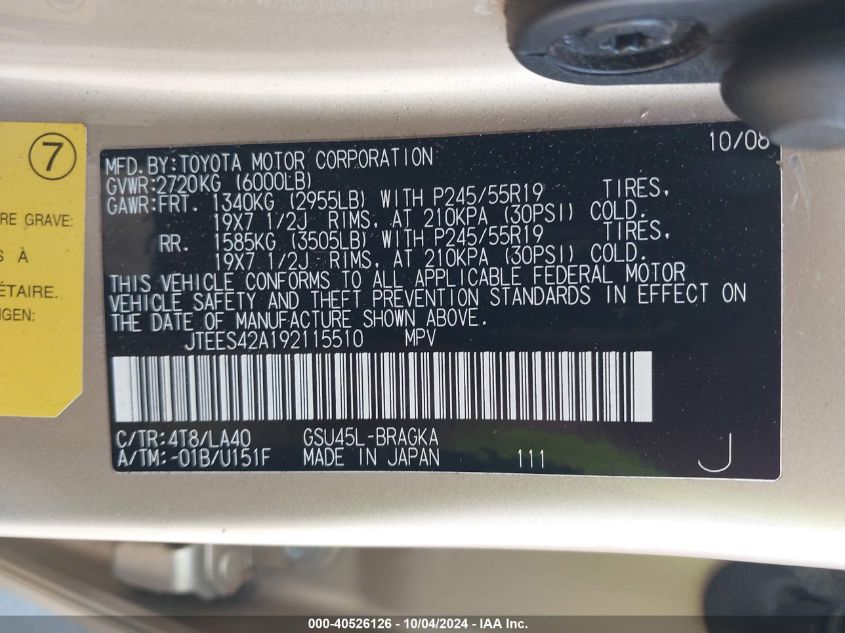 7
RE GRAVE:
S À
ÉTAIRE.
NGEN:
10/08
MFD.BY:TOYOTA MOTOR CORPORATION
GVWR:2720KG (6000LB)
GAWR:FRT. 1340KG (2955LB) WITH P245/55R19 TIRES,
19X7 1/2J RIMS, AT 210KPA (30PSI) COLD.
RR. 1585KG (3505LB) WITH P245/55R19 TIRES,
19X7 1/2J RIMS, AT 210KPA (30PSI) COLD.
THIS VEHICLE CONFORMS TO ALL APPLICABLE FEDERAL MOTOR
VEHICLE SAFETY AND THEFT PREVENTION STANDARDS IN EFFECT ON
THE DATE OF MANUFACTURE SHOWN ABOVE.
JTEES42A192115510 MPV
C/TR:4T8/LA40 GSU45L-BRAGKA
A/TM:-01B/U151F MADE IN JAPAN 111 J
000-40526126 - 10/04/2024 - IAA Inc.